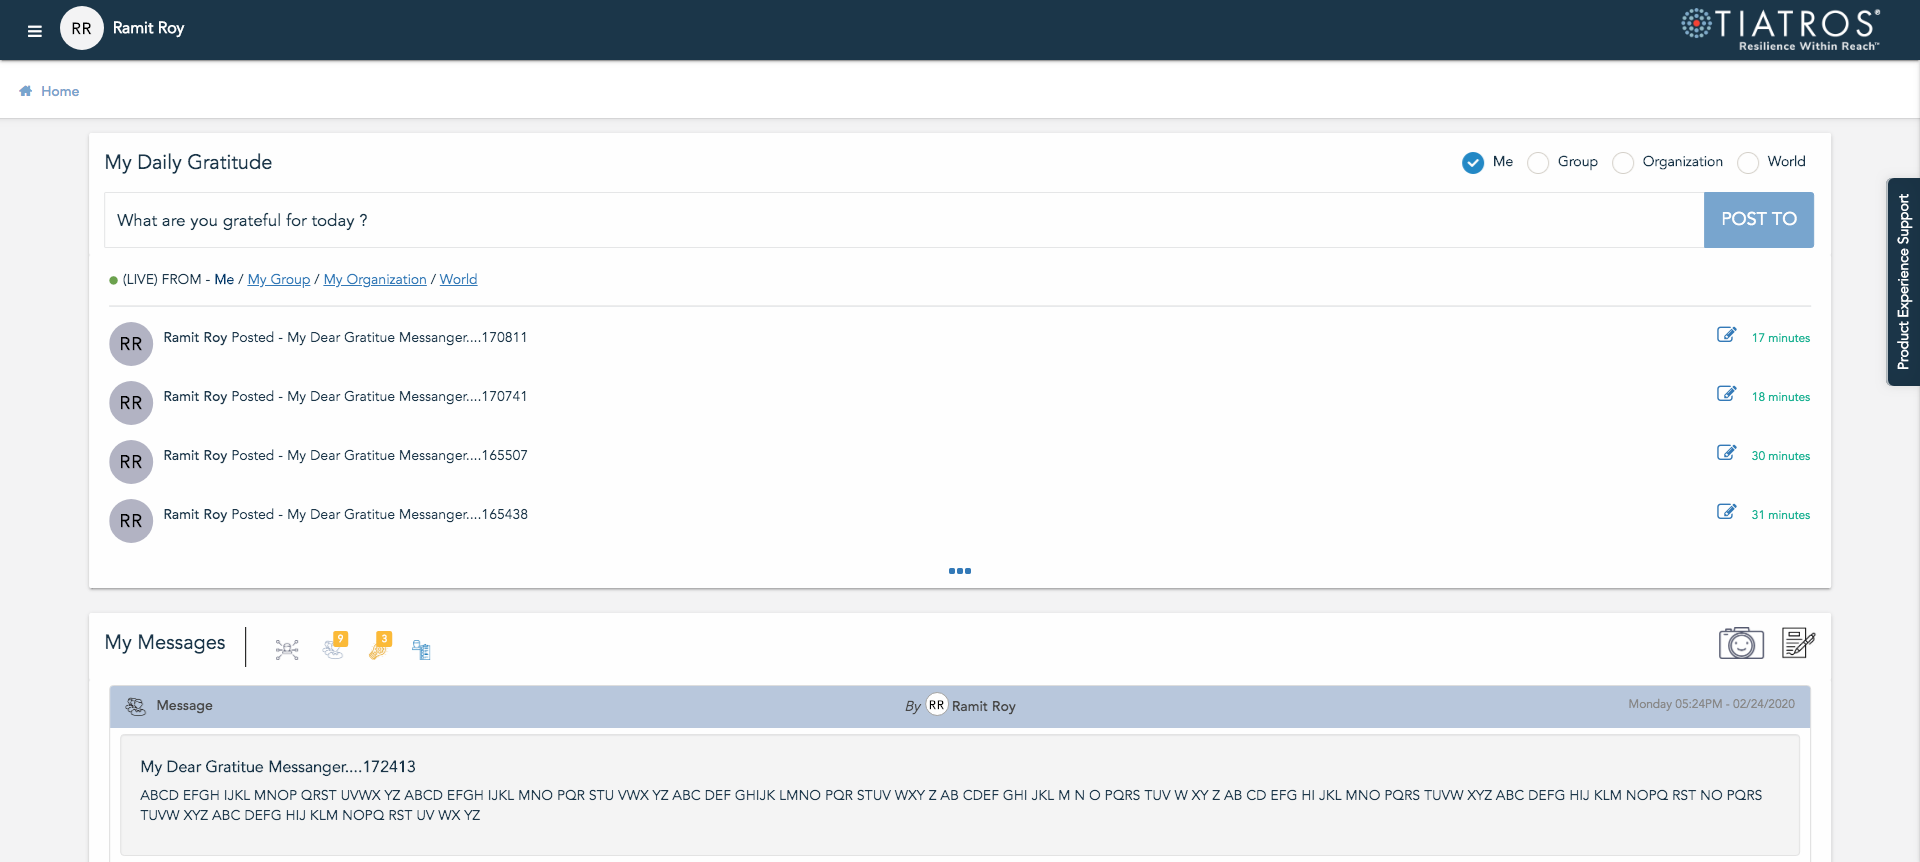 RR Ramit Roy
TIATROS®
Resilience Within Reach™
Home
My Daily Gratitude
Me Group Organization World
What are you grateful for today ?
POST TO
Product Experience Support
(LIVE) FROM - Me / My Group / My Organization / World
RR Ramit Roy Posted - My Dear Gratitue Messanger....170811 17 minutes
RR Ramit Roy Posted - My Dear Gratitue Messanger....170741 18 minutes
RR Ramit Roy Posted - My Dear Gratitue Messanger....165507 30 minutes
RR Ramit Roy Posted - My Dear Gratitue Messanger....165438 31 minutes
My Messages 9 3
Message By RR Ramit Roy Monday 05:24PM - 02/24/2020
My Dear Gratitue Messanger....172413
ABCD EFGH IJKL MNOP QRST UVWX YZ ABCD EFGH IJKL MNO PQR STU VWX YZ ABC DEF GHIJK LMNO PQR STUV WXY Z AB CDEF GHI JKL M N O PQRS TUV W XY Z AB CD EFG HI JKL MNO PQRS TUVW XYZ ABC DEFG HIJ KLM NOPQ RST NO PQRS
TUVW XYZ ABC DEFG HIJ KLM NOPQ RST UV WX YZ